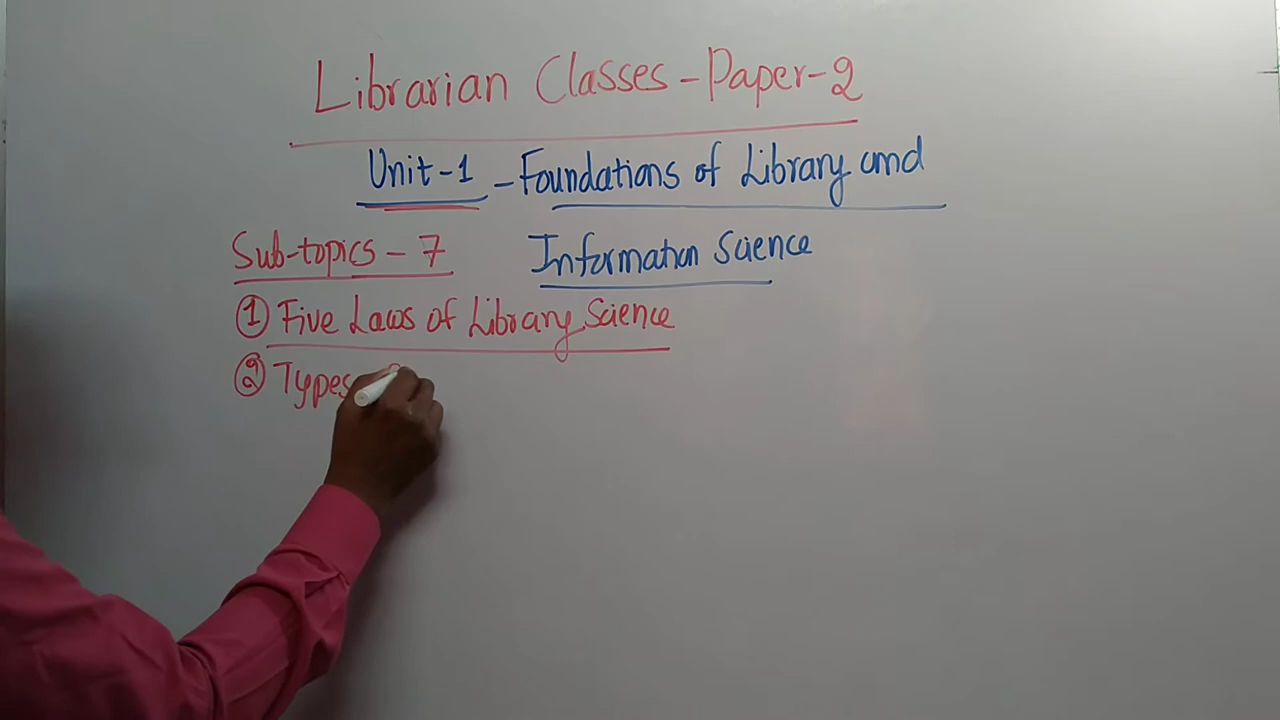 Librarian Classes - Paper - 2
Unit - 1 - Foundations of Library and
Information Science
Sub-topics - 7
① Five Laws of Library Science
② Types